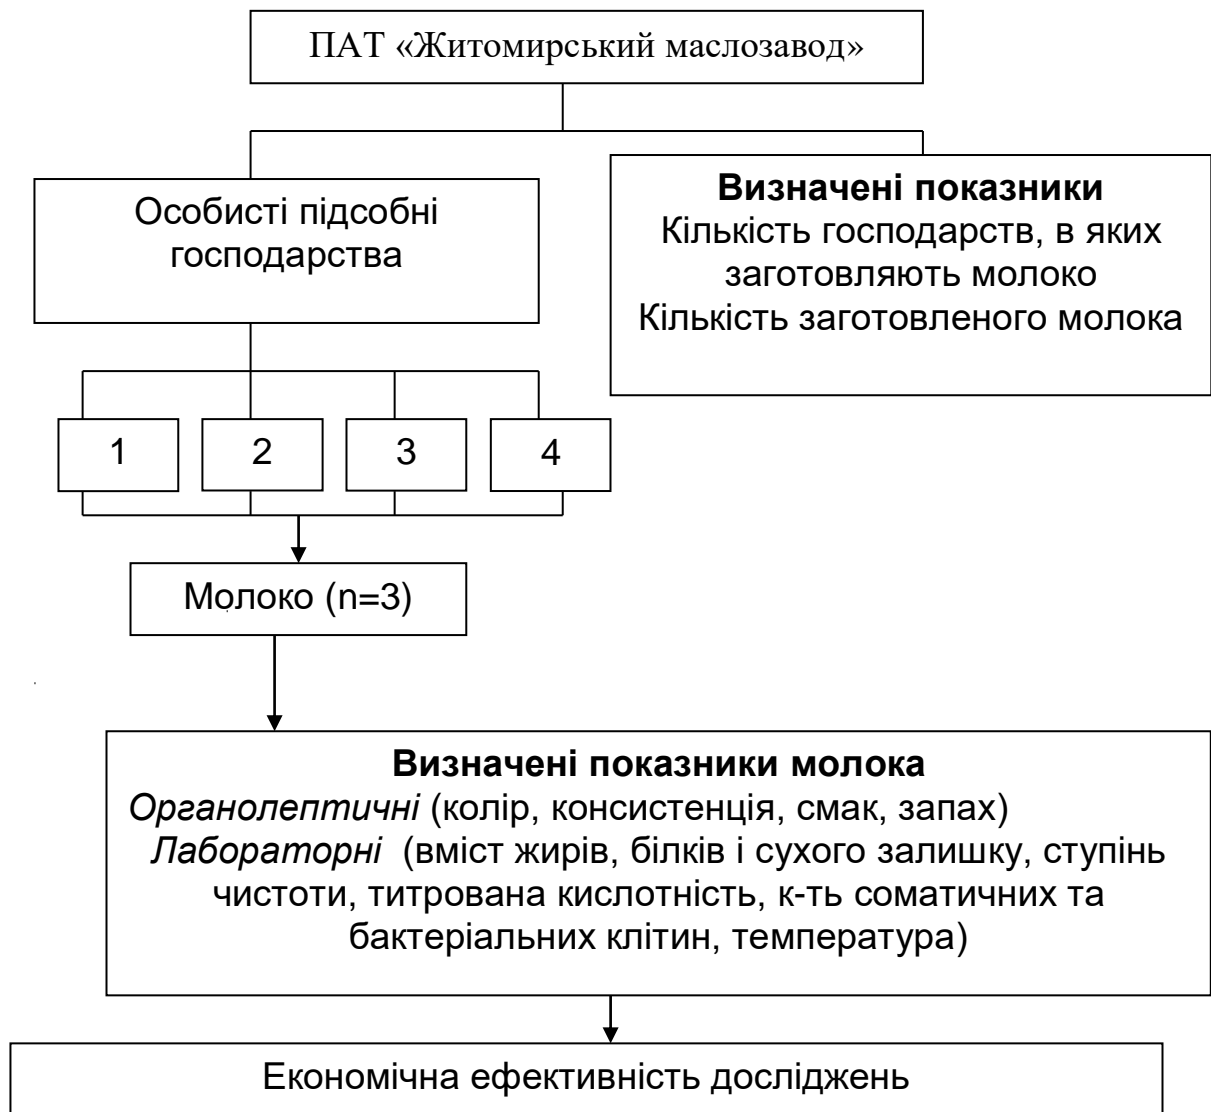 ПАТ «Житомирський маслозавод»
Особисті підсобні
господарства
Визначені показники
Кількість господарств, в яких
заготовляють молоко
Кількість заготовленого молока
1
2
3
4
Молоко (n=3)
Визначені показники молока
Органолептичні (колір, консистенція, смак, запах)
Лабораторні (вміст жирів, білків і сухого залишку, ступінь
чистоти, титрована кислотність, к-ть соматичних та
бактеріальних клітин, температура)
Економічна ефективність досліджень